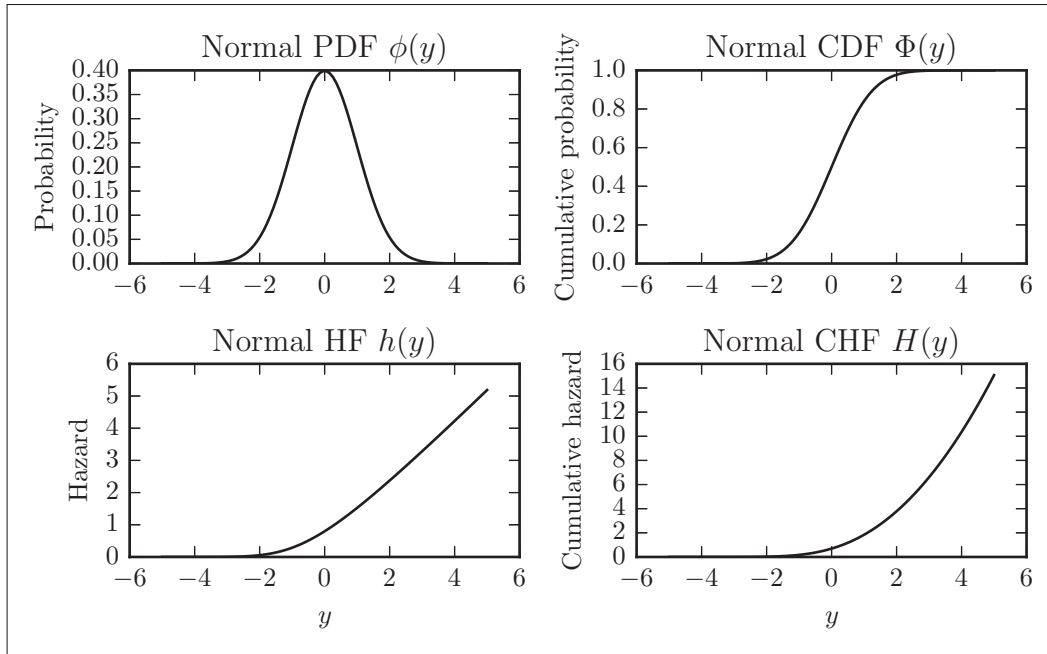 Normal PDF ϕ(y)
Probability
0.40
0.35
0.30
0.25
0.20
0.15
0.10
0.05
0.00
−6 −4 −2 0 2 4 6
Normal CDF Φ(y)
Cumulative probability
1.0
0.8
0.6
0.4
0.2
0.0
−6 −4 −2 0 2 4 6
Normal HF h(y)
Hazard
6
5
4
3
2
1
0
−6 −4 −2 0 2 4 6
y
Normal CHF H(y)
Cumulative hazard
16
14
12
10
8
6
4
2
0
−6 −4 −2 0 2 4 6
y